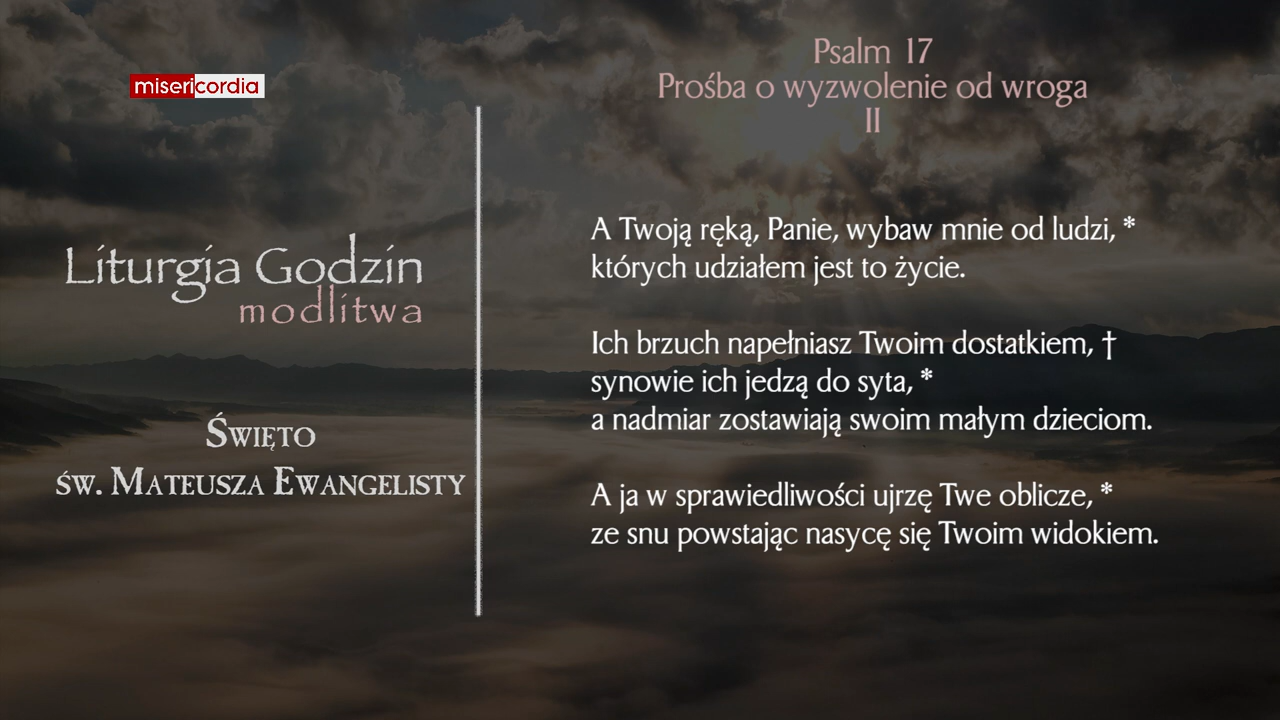 misericordia
Liturgia Godzin
modlitwa
Święto
św. Mateusza Ewangelisty
Psalm 17
Prośba o wyzwolenie od wroga
II
A Twoją ręką, Panie, wybaw mnie od ludzi, *
których udziałem jest to życie.
Ich brzuch napełniasz Twoim dostatkiem, †
synowie ich jedzą do syta, *
a nadmiar zostawiają swoim małym dzieciom.
A ja w sprawiedliwości ujrzę Twe oblicze, *
ze snu powstając nasycę się Twoim widokiem.